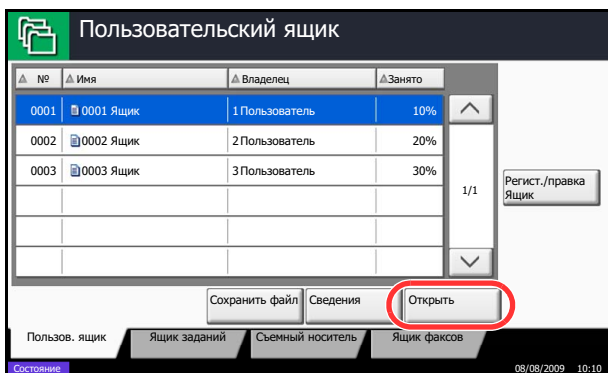 Пользовательский ящик
№ Имя Владелец Занято
0001 0001 Ящик 1 Пользователь 10%
0002 0002 Ящик 2 Пользователь 20%
0003 0003 Ящик 3 Пользователь 30%
1/1
Регист./правка
Ящик
Сохранить файл Сведения Открыть
Пользов. ящик Ящик заданий Съемный носитель Ящик факсов
Состояние 08/08/2009 10:10